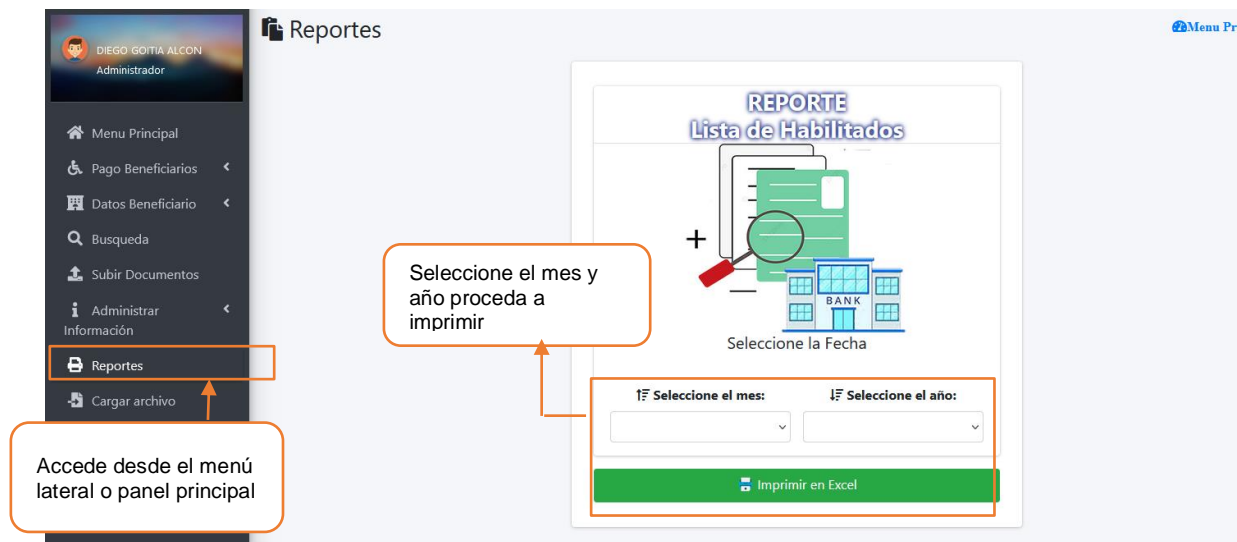 DIEGO GOITIA ALCON
Administrador
Menu Principal
Pago Beneficiarios
Datos Beneficiario
Busqueda
Subir Documentos
Administrar
Información
Reportes
Cargar archivo
Accede desde el menú
lateral o panel principal
Reportes
Menu Pr
REPORTE
Lista de Habilitados
BANK
Seleccione la Fecha
Seleccione el mes y
año proceda a
imprimir
Seleccione el mes:
Seleccione el año:
Imprimir en Excel